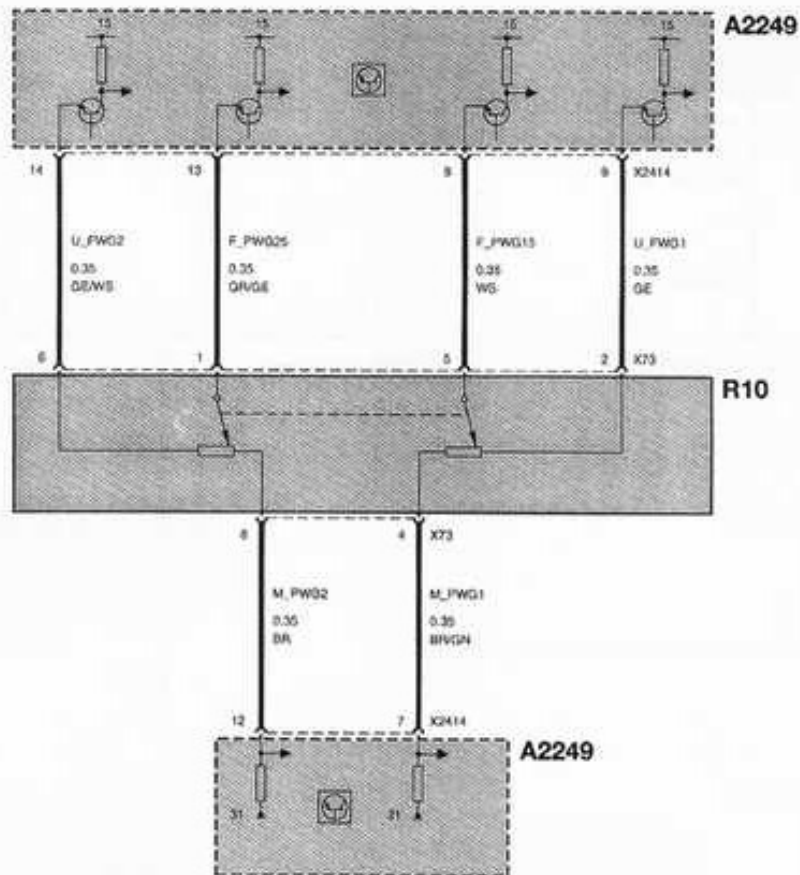 15 15 15 15
A2249
14 13 9 X2414
U_PWG2
0.35
GE/WS
F_PWG2S
0.35
GR/GE
F_PWG1S
0.35
WS
U_PWG1
0.35
GE
6 1 5 2 X73
R10
4 X73
M_PWG2
0.35
BR
M_PWG1
0.35
BR/GN
12 7 X2414
A2249
31 31